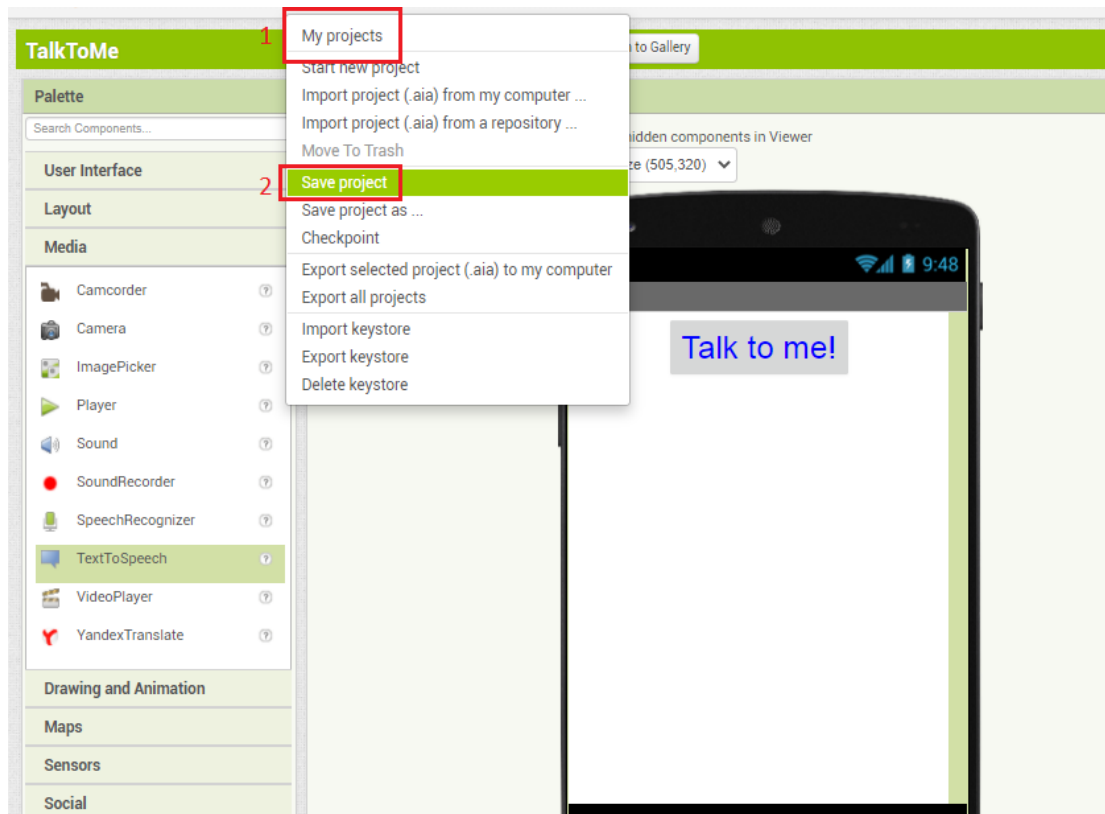 1
My projects
TalkToMe
to Gallery
Start new project
Import project (.aia) from my computer ...
Import project (.aia) from a repository ...
Move To Trash
2
Save project
Save project as ...
Checkpoint
Export selected project (.aia) to my computer
Export all projects
Import keystore
Export keystore
Delete keystore
Palette
Search Components...
User Interface
Layout
Media
Camcorder
Camera
ImagePicker
Player
Sound
SoundRecorder
SpeechRecognizer
TextToSpeech
VideoPlayer
YandexTranslate
Drawing and Animation
Maps
Sensors
Social
hidden components in Viewer
(505,320)
9:48
Talk to me!